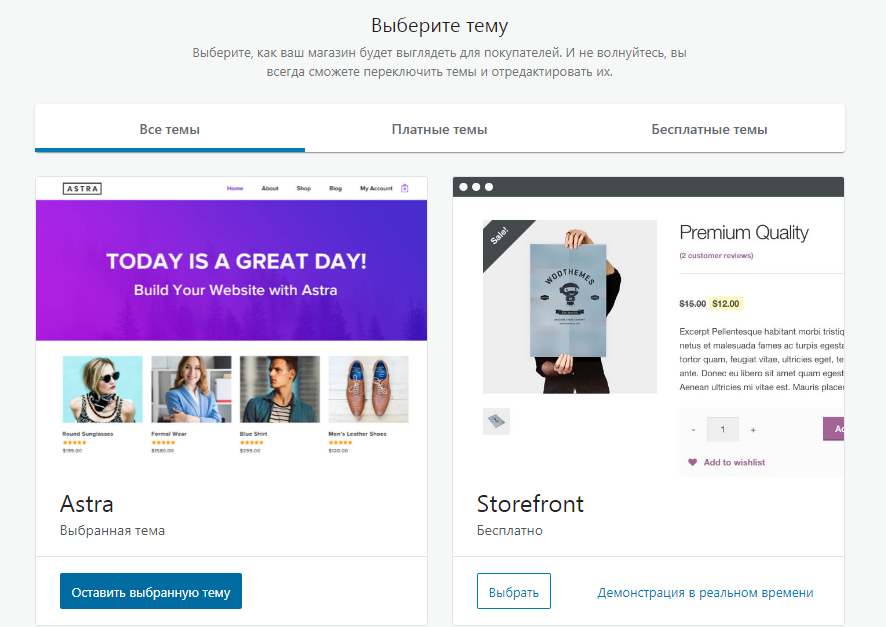 Выберите тему
Выберите, как ваш магазин будет выглядеть для покупателей. И не волнуйтесь, вы
всегда сможете переключить темы и отредактировать их.
Все темы
Платные темы
Бесплатные темы
ASTRA
Home About Shop Blog My Account
TODAY IS A GREAT DAY!
Build Your Website with Astra
Round Sunglasses
$199.00
Formal Wear
$1580.00
Blue Shirt
$299.00
Men's Leather Shoes
$120.00
Astra
Выбранная тема
Оставить выбранную тему
Sale!
WOOTHEMES
Premium Quality
(2 customer reviews)
$15.00 $12.00
Excerpt Pellentesque habitant morbi tristiq
netus et malesuada fames ac turpis egesta
tortor quam, feugiat vitae, ultricies eget, te
ante. Donec eu libero sit amet quam egest
Aenean ultricies mi vitae est. Mauris placer
- 1 +
Ad
Add to wishlist
Storefront
Бесплатно
Выбрать
Демонстрация в реальном времени